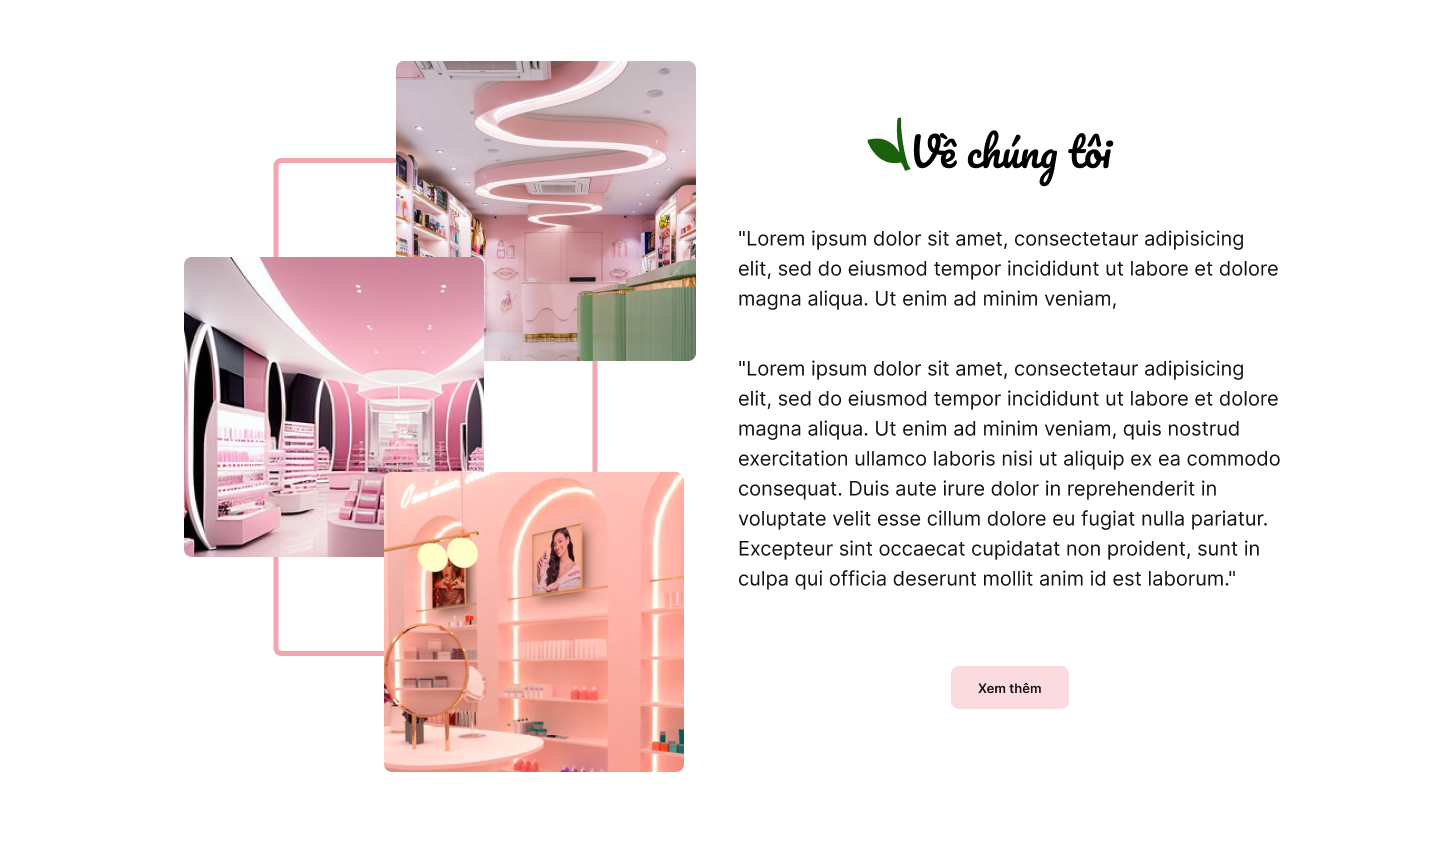 Về chúng tôi
"Lorem ipsum dolor sit amet, consectetaur adipisicing
elit, sed do eiusmod tempor incididunt ut labore et dolore
magna aliqua. Ut enim ad minim veniam,
"Lorem ipsum dolor sit amet, consectetaur adipisicing
elit, sed do eiusmod tempor incididunt ut labore et dolore
magna aliqua. Ut enim ad minim veniam, quis nostrud
exercitation ullamco laboris nisi ut aliquip ex ea commodo
consequat. Duis aute irure dolor in reprehenderit in
voluptate velit esse cillum dolore eu fugiat nulla pariatur.
Excepteur sint occaecat cupidatat non proident, sunt in
culpa qui officia deserunt mollit anim id est laborum."
Xem thêm